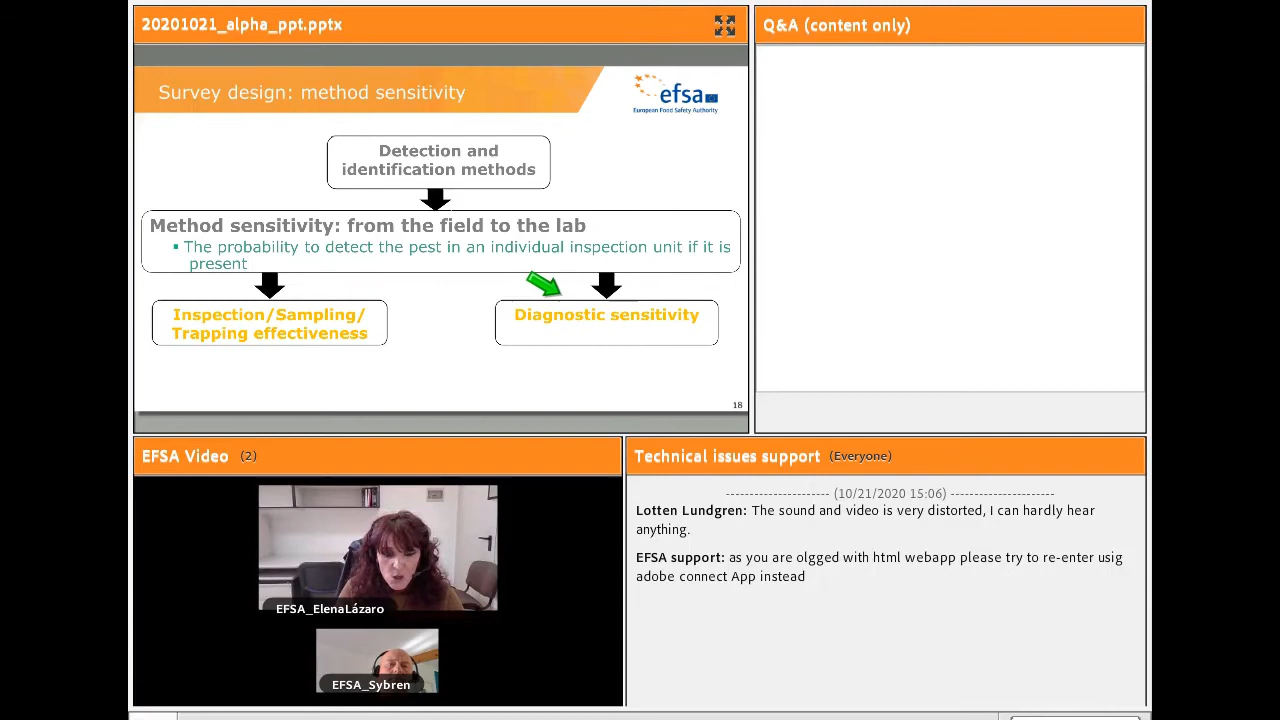 20201021_alpha_ppt.pptx
Survey design: method sensitivity
efsa
European Food Safety Authority
Detection and
identification methods
Method sensitivity: from the field to the lab
▪ The probability to detect the pest in an individual inspection unit if it is
present
Inspection/Sampling/
Trapping effectiveness
Diagnostic sensitivity
18
Q&A (content only)
EFSA Video (2)
EFSA_ElenaLázaro
EFSA_Sybren
Technical issues support (Everyone)
---------------------- (10/21/2020 15:06) ----------------------
Lotten Lundgren: The sound and video is very distorted, I can hardly hear
anything.
EFSA support: as you are olgged with html webapp please try to re-enter usig
adobe connect App instead